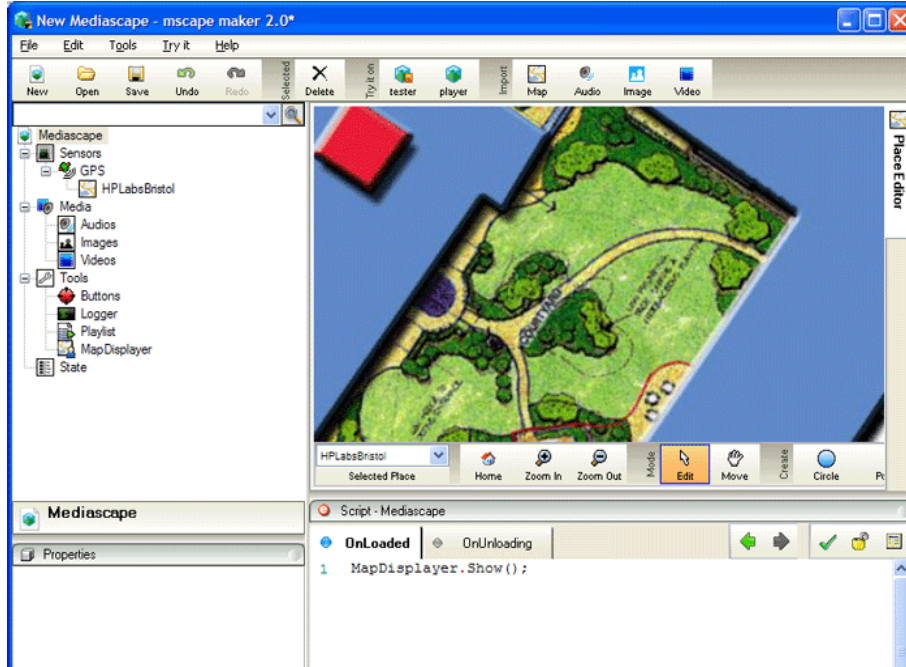 New Mediascape - mscape maker 2.0*
File Edit Tools Try it Help
New Open Save Undo Redo Selected Delete Try it on tester player Import Map Audio Image Video
Mediascape
Sensors
GPS
HPLabsBristol
Media
Audios
Images
Videos
Tools
Buttons
Logger
Playlist
MapDisplayer
State
COURTYARD
Place Editor
HPLabsBristol
Selected Place Home Zoom In Zoom Out Mode Edit Move Create Circle
Mediascape
Properties
Script - Mediascape
OnLoaded OnUnloading
1 MapDisplayer.Show();